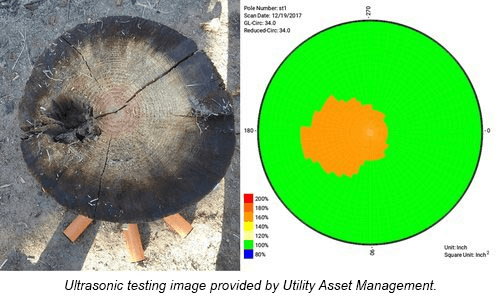 Pole Number: st1
Scan Date: 12/19/2017
GL-Circ: 34.0
Reduced-Circ: 34.0
-270
180-
-0
90-
200%
180%
160%
140%
120%
100%
80%
Unit: Inch
Square Unit: Inch²
Ultrasonic testing image provided by Utility Asset Management.